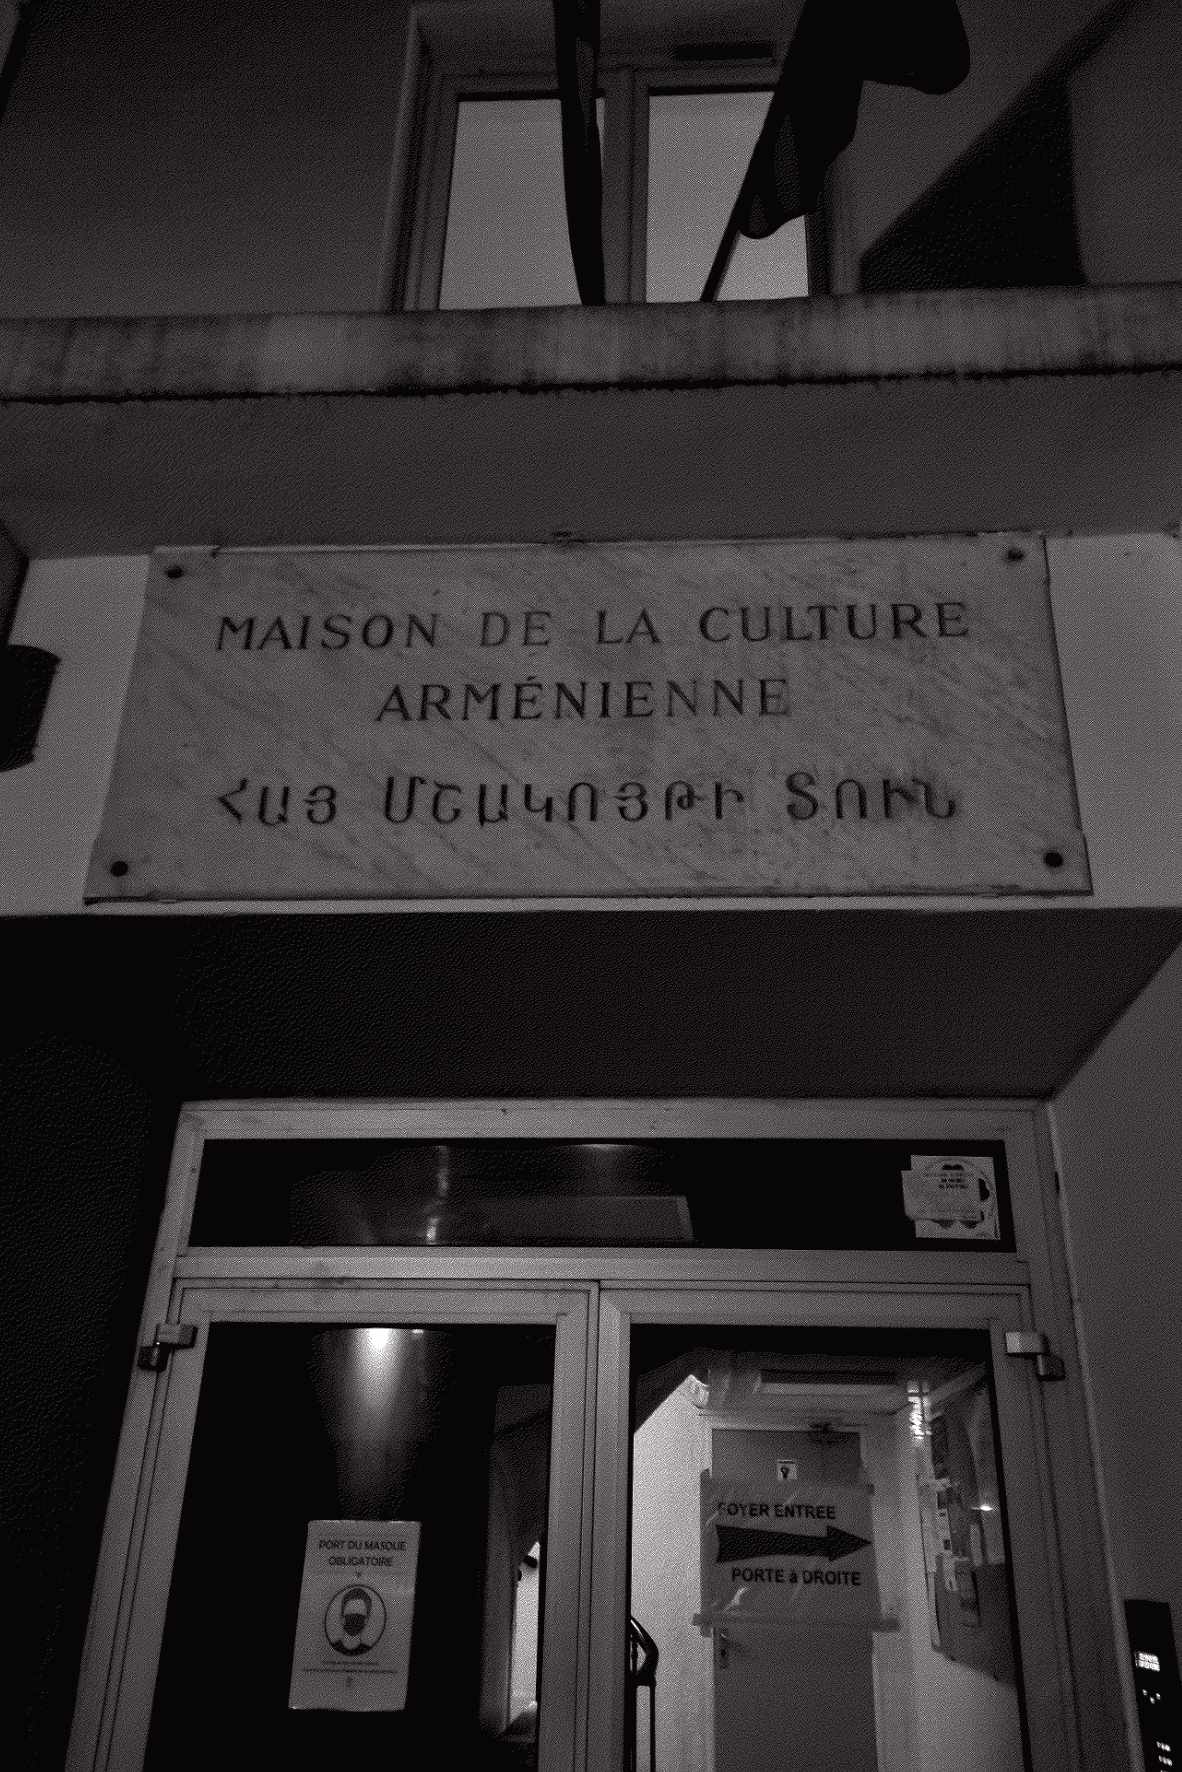 MAISON DE LA CULTURE
ARMÉNIENNE
ՀԱՅ ՄՇԱԿՈՅԹԻ ՏՈՒՆ
PORT DU MASQUE
OBLIGATOIRE
FOYER ENTREE
PORTE à DROITE